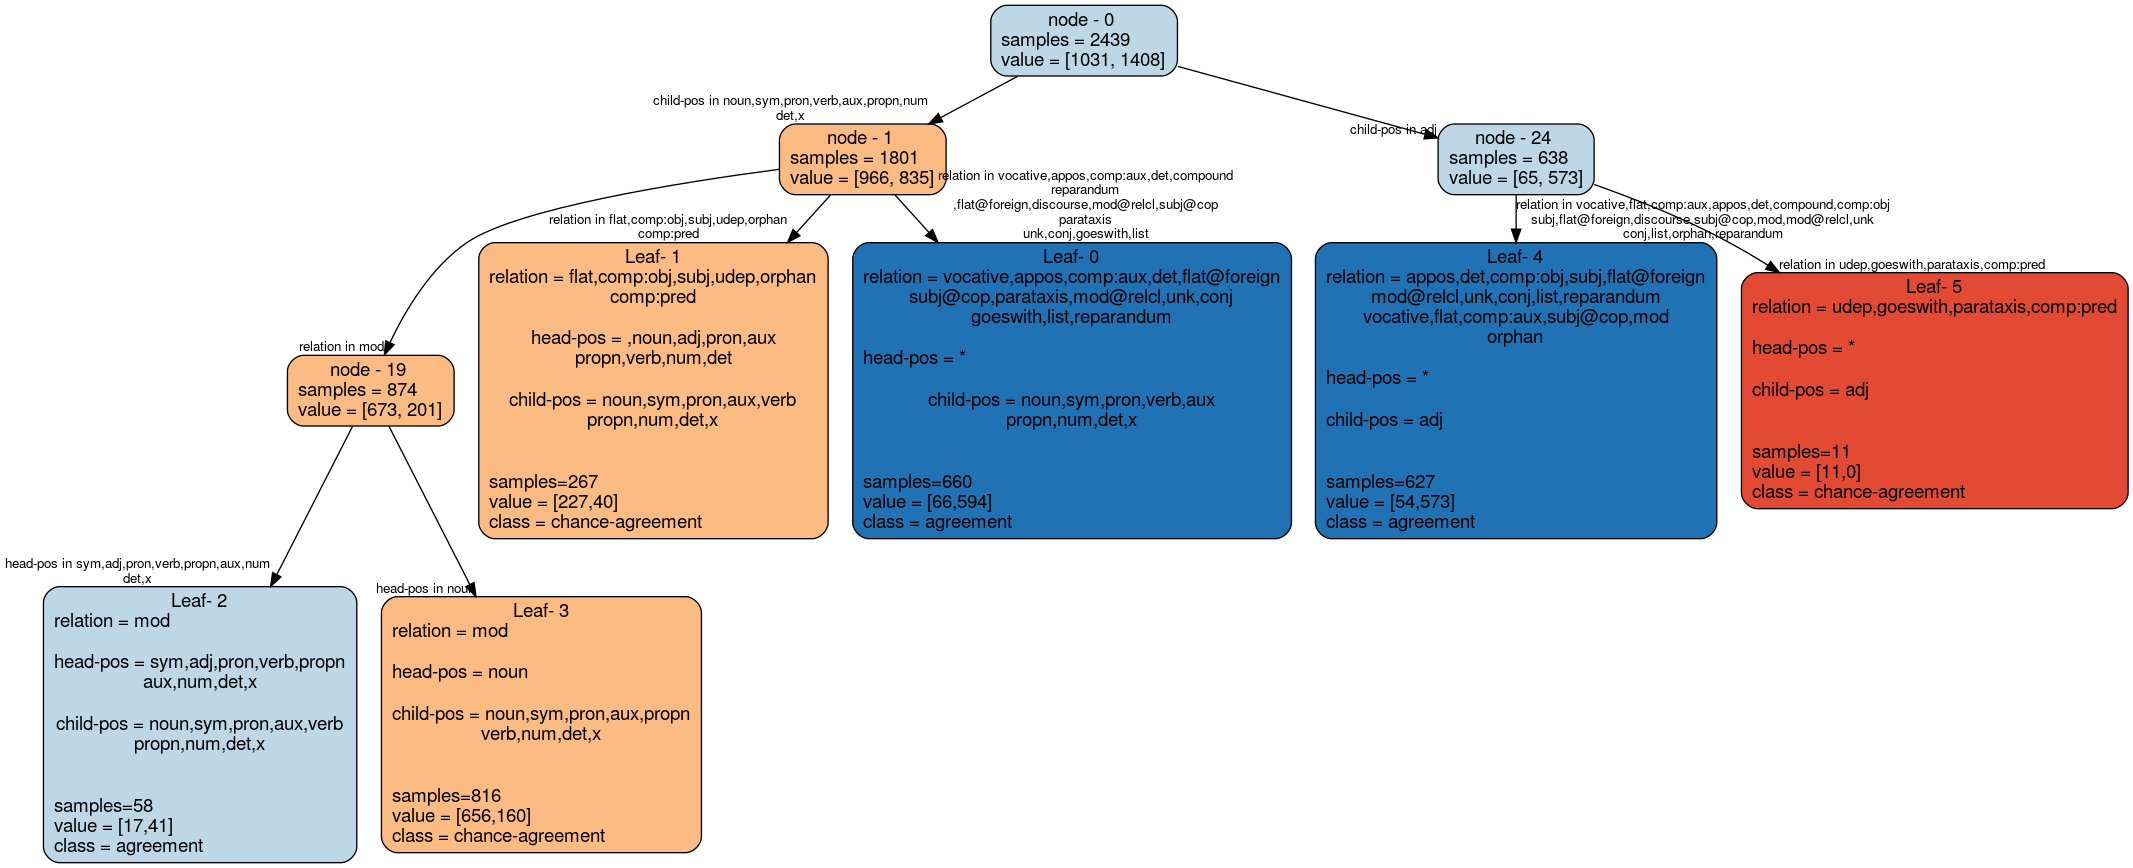 node - 0
samples = 2439
value = [1031, 1408]
child-pos in noun,sym,pron,verb,aux,propn,num
det,x
child-pos in adj
node - 1
samples = 1801
value = [966, 835]
node - 24
samples = 638
value = [65, 573]
relation in mod
relation in flat,comp:obj,subj,udep,orphan
comp:pred
relation in vocative,appos,comp:aux,det,compound
reparandum
,flat@foreign,discourse,mod@relcl,subj@cop
parataxis
unk,conj,goeswith,list
relation in vocative,flat,comp:aux,appos,det,compound,comp:obj
subj,flat@foreign,discourse,subj@cop,mod,mod@relcl,unk
conj,list,orphan,reparandum
relation in udep,goeswith,parataxis,comp:pred
node - 19
samples = 874
value = [673, 201]
Leaf- 1
relation = flat,comp:obj,subj,udep,orphan
comp:pred
head-pos = ,noun,adj,pron,aux
propn,verb,num,det
child-pos = noun,sym,pron,aux,verb
propn,num,det,x
samples=267
value = [227,40]
class = chance-agreement
Leaf- 0
relation = vocative,appos,comp:aux,det,flat@foreign
subj@cop,parataxis,mod@relcl,unk,conj
goeswith,list,reparandum
head-pos = *
child-pos = noun,sym,pron,verb,aux
propn,num,det,x
samples=660
value = [66,594]
class = agreement
Leaf- 4
relation = appos,det,comp:obj,subj,flat@foreign
mod@relcl,unk,conj,list,reparandum
vocative,flat,comp:aux,subj@cop,mod
orphan
head-pos = *
child-pos = adj
samples=627
value = [54,573]
class = agreement
Leaf- 5
relation = udep,goeswith,parataxis,comp:pred
head-pos = *
child-pos = adj
samples=11
value = [11,0]
class = chance-agreement
head-pos in sym,adj,pron,verb,propn,aux,num
det,x
head-pos in noun
Leaf- 2
relation = mod
head-pos = sym,adj,pron,verb,propn
aux,num,det,x
child-pos = noun,sym,pron,aux,verb
propn,num,det,x
samples=58
value = [17,41]
class = agreement
Leaf- 3
relation = mod
head-pos = noun
child-pos = noun,sym,pron,aux,propn
verb,num,det,x
samples=816
value = [656,160]
class = chance-agreement